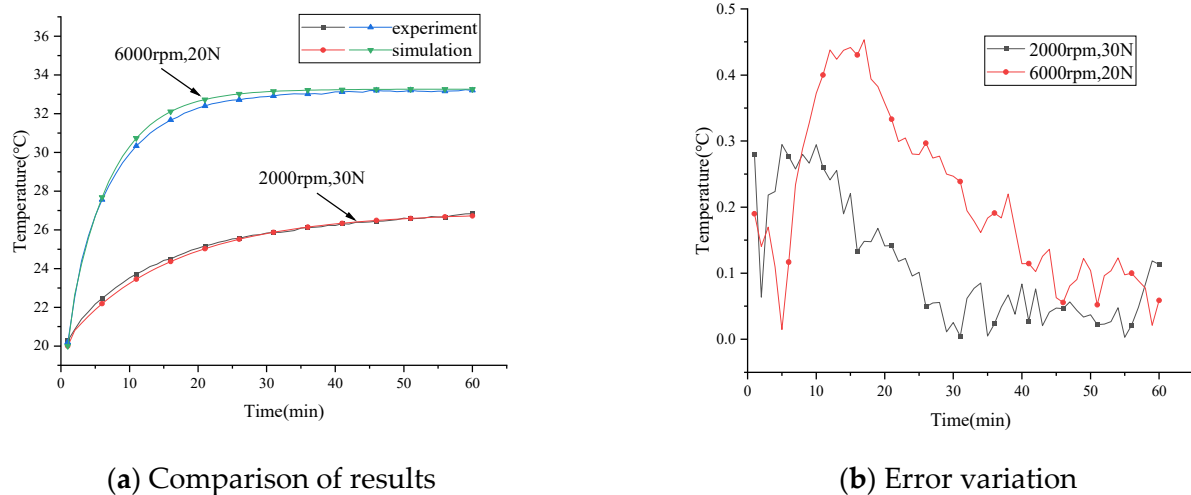 36
34
32
30
28
26
24
22
20
Temperature(℃)
experiment
simulation
6000rpm,20N
2000rpm,30N
0 10 20 30 40 50 60
Time(min)
(a) Comparison of results
0.5
0.4
0.3
0.2
0.1
0.0
Temperature(℃)
2000rpm,30N
6000rpm,20N
0 10 20 30 40 50 60
Time(min)
(b) Error variation